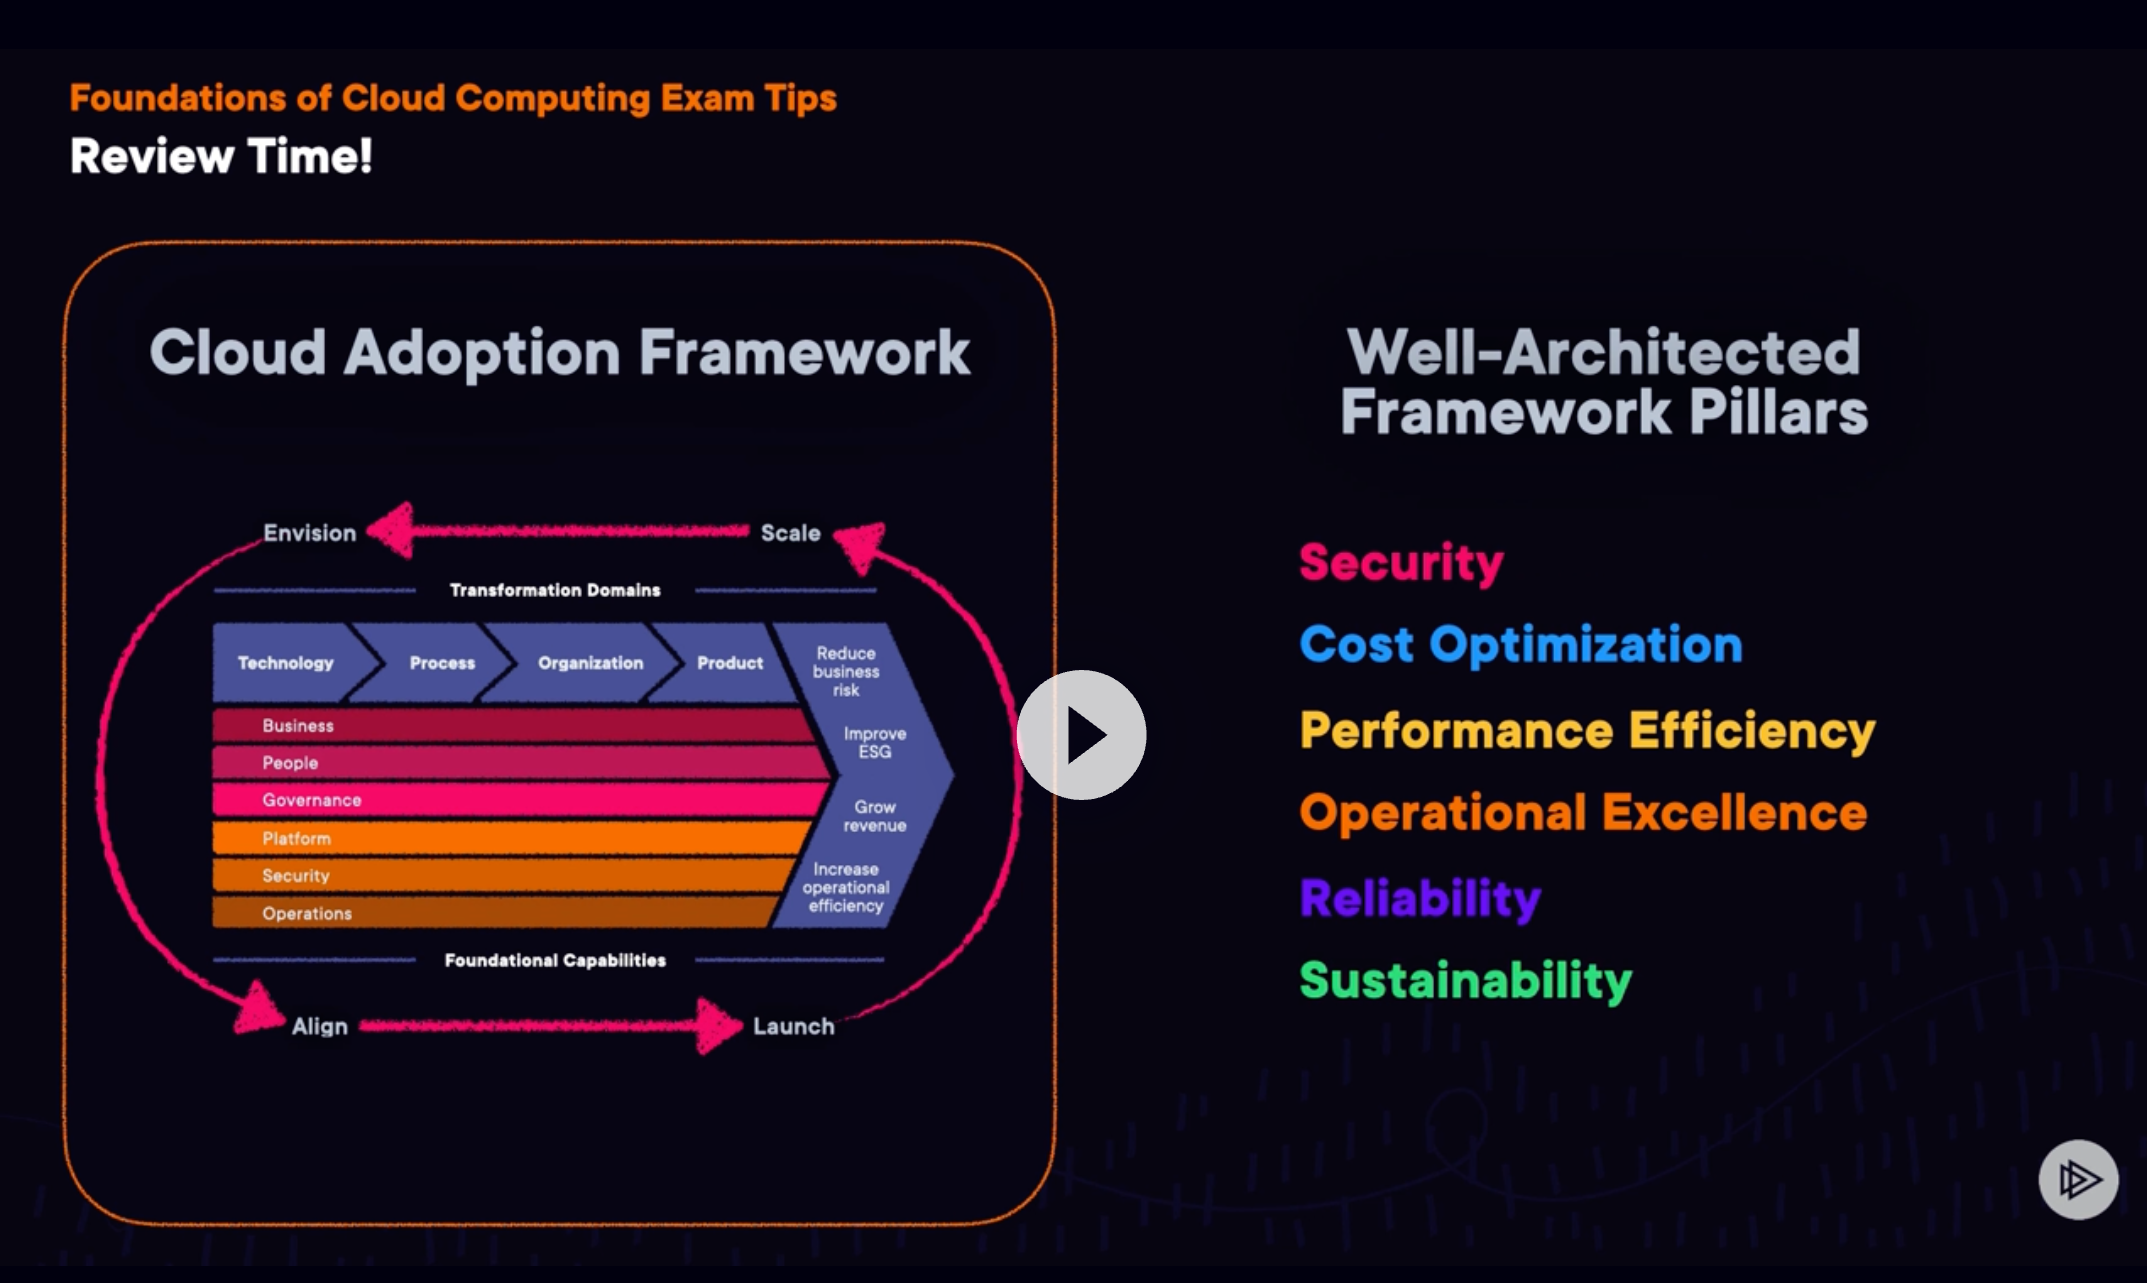 Foundations of Cloud Computing Exam Tips
Review Time!
Cloud Adoption Framework
Envision
Scale
Transformation Domains
Technology
Process
Organization
Product
Reduce
business
risk
Improve
ESG
Grow
revenue
Increase
operational
efficiency
Business
People
Governance
Platform
Security
Operations
Foundational Capabilities
Align
Launch
Well-Architected
Framework Pillars
Security
Cost Optimization
Performance Efficiency
Operational Excellence
Reliability
Sustainability